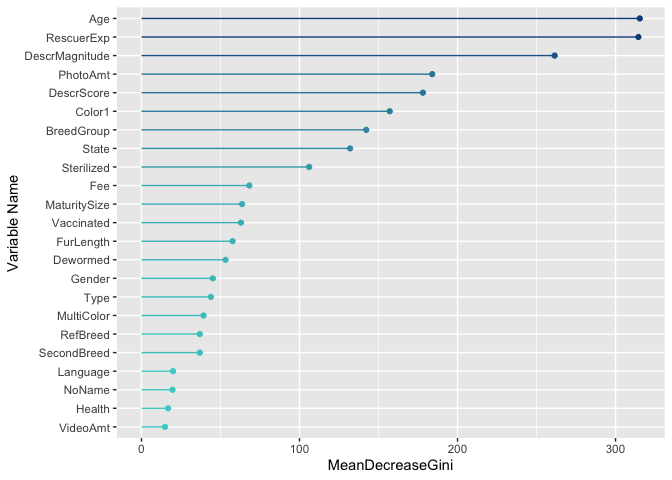 Age
RescuerExp
DescrMagnitude
PhotoAmt
DescrScore
Color1
BreedGroup
State
Sterilized
Fee
MaturitySize
Vaccinated
FurLength
Dewormed
Gender
Type
MultiColor
RefBreed
SecondBreed
Language
NoName
Health
VideoAmt
Variable Name
0 100 200 300
MeanDecreaseGini